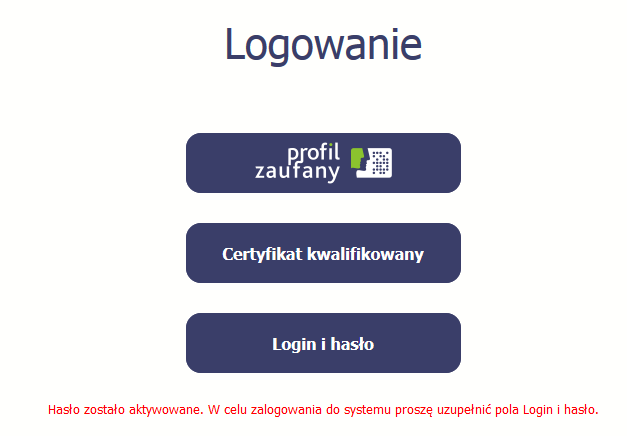 Logowanie
profil
zaufany
Certyfikat kwalifikowany
Login i hasło
Hasło zostało aktywowane. W celu zalogowania do systemu proszę uzupełnić pola Login i hasło.